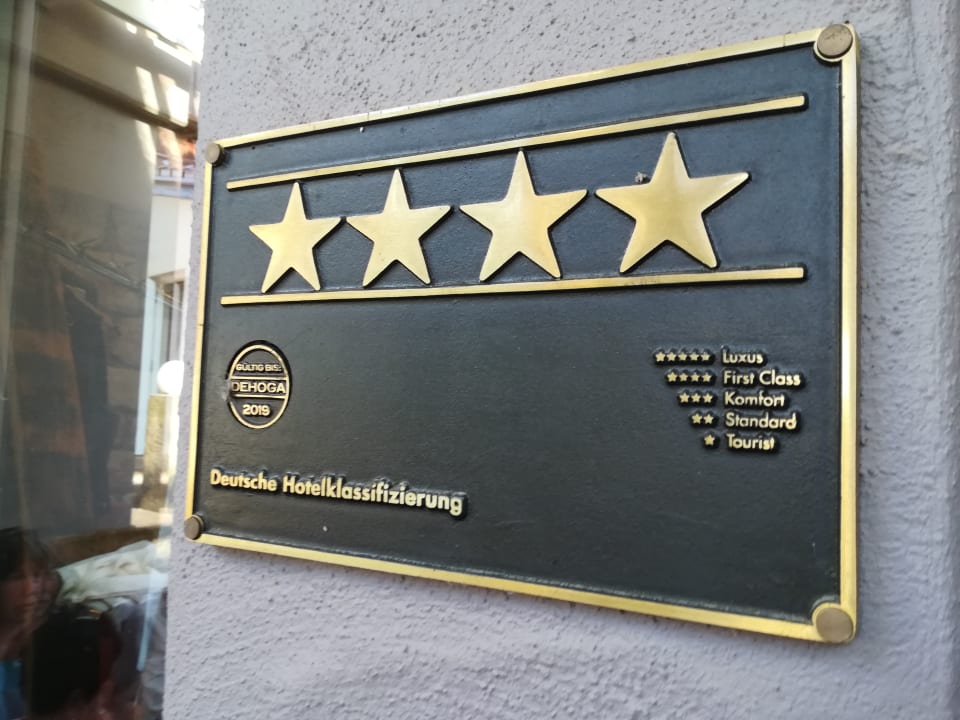 GÜLTIG BIS:
DEHOGA
2019
Luxus
First Class
Komfort
Standard
Tourist
Deutsche Hotelklassifizierung